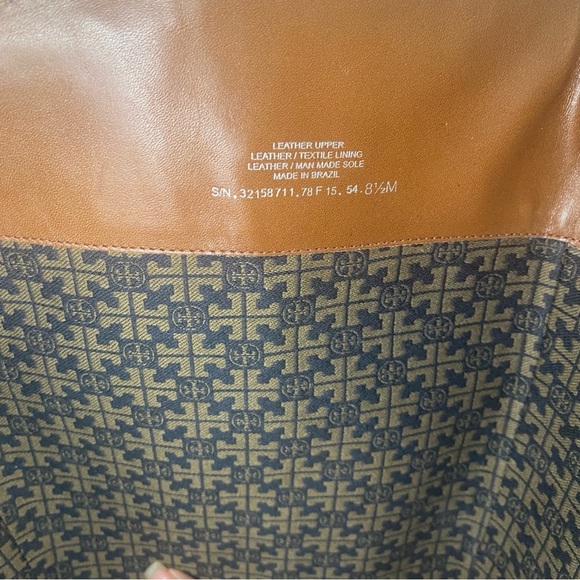 LEATHER UPPER
LEATHER / TEXTILE LINING
LEATHER / MAN MADE SOLE
MADE IN BRAZIL
S/N. 32158711.78 F 15. 54. 8½M